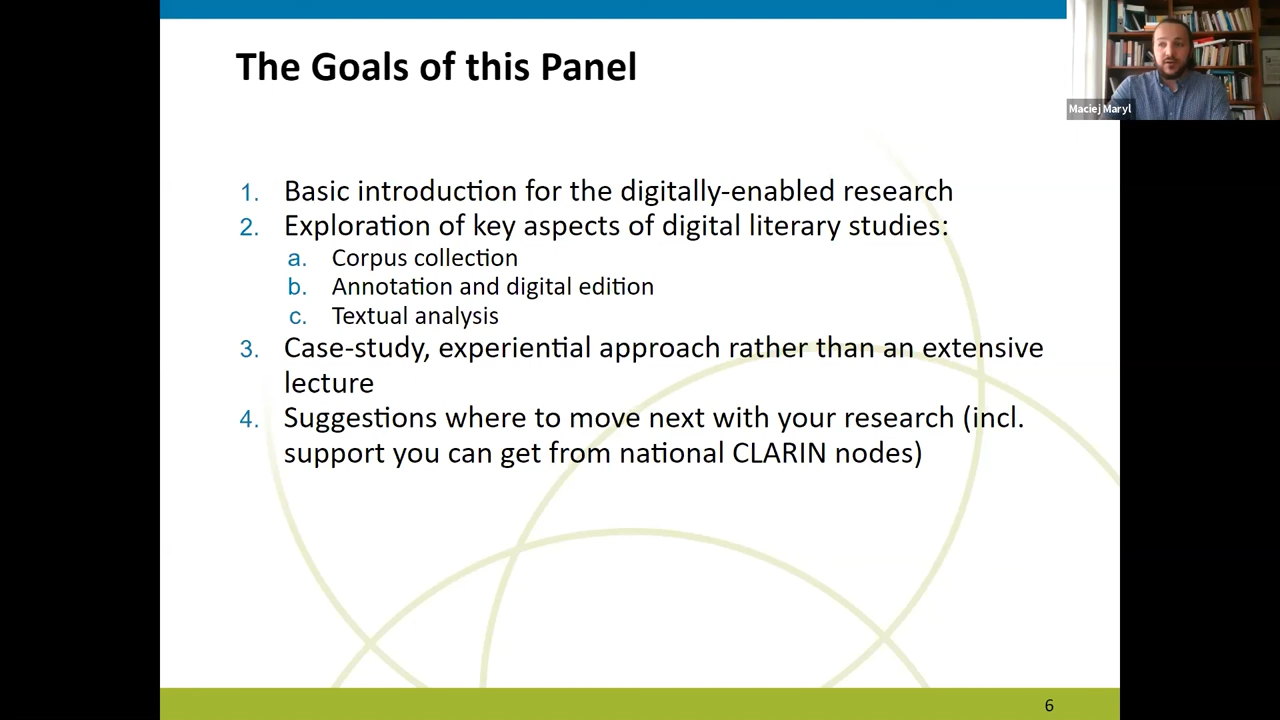 The Goals of this Panel
Maciej Maryl
1. Basic introduction for the digitally-enabled research
2. Exploration of key aspects of digital literary studies:
a. Corpus collection
b. Annotation and digital edition
c. Textual analysis
3. Case-study, experiential approach rather than an extensive
lecture
4. Suggestions where to move next with your research (incl.
support you can get from national CLARIN nodes)
6